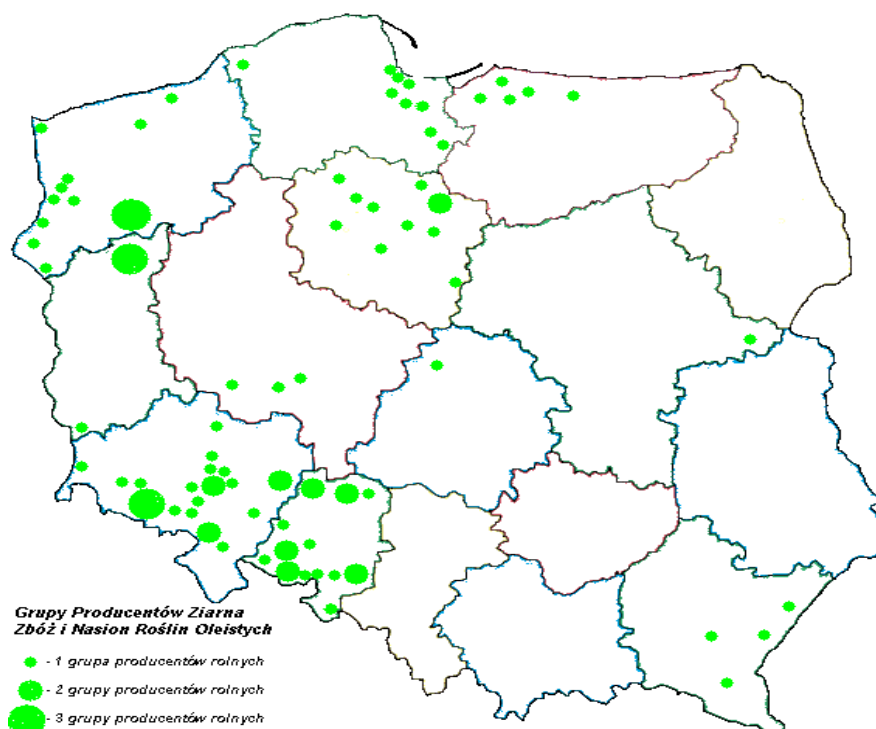 Grupy Producentów Ziarna
Zbóż i Nasion Roślin Oleistych
- 1 grupa producentów rolnych
- 2 grupy producentów rolnych
- 3 grupy producentów rolnych